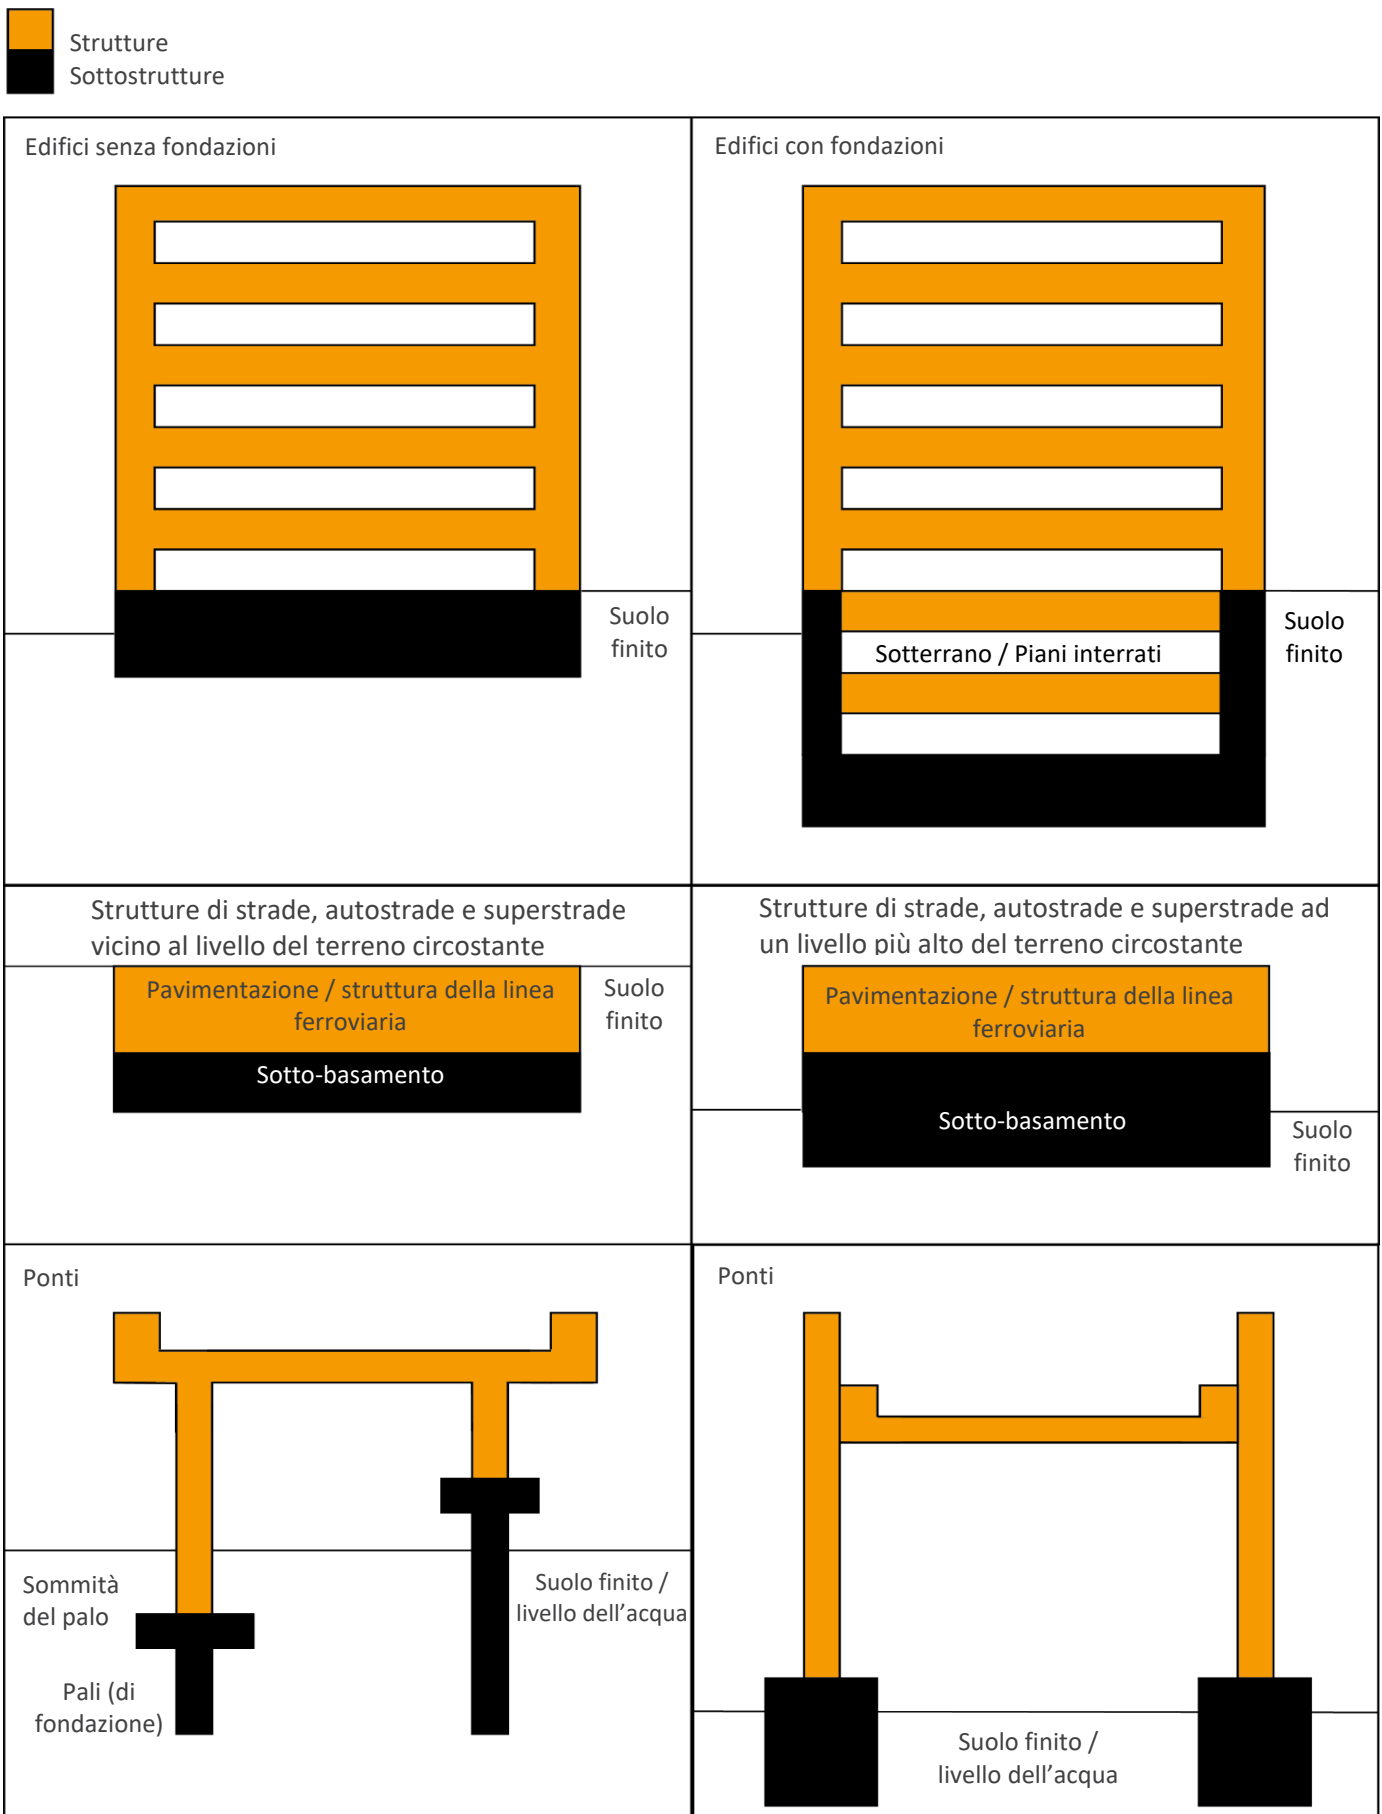 Strutture
Sottostrutture
Edifici senza fondazioni
Suolo
finito
Edifici con fondazioni
Sotterrano / Piani interrati
Suolo
finito
Strutture di strade, autostrade e superstrade
vicino al livello del terreno circostante
Pavimentazione / struttura della linea
ferroviaria
Sotto-basamento
Suolo
finito
Strutture di strade, autostrade e superstrade ad
un livello più alto del terreno circostante
Pavimentazione / struttura della linea
ferroviaria
Sotto-basamento
Suolo
finito
Ponti
Sommità
del palo
Pali (di
fondazione)
Suolo finito /
livello dell'acqua
Ponti
Suolo finito /
livello dell'acqua